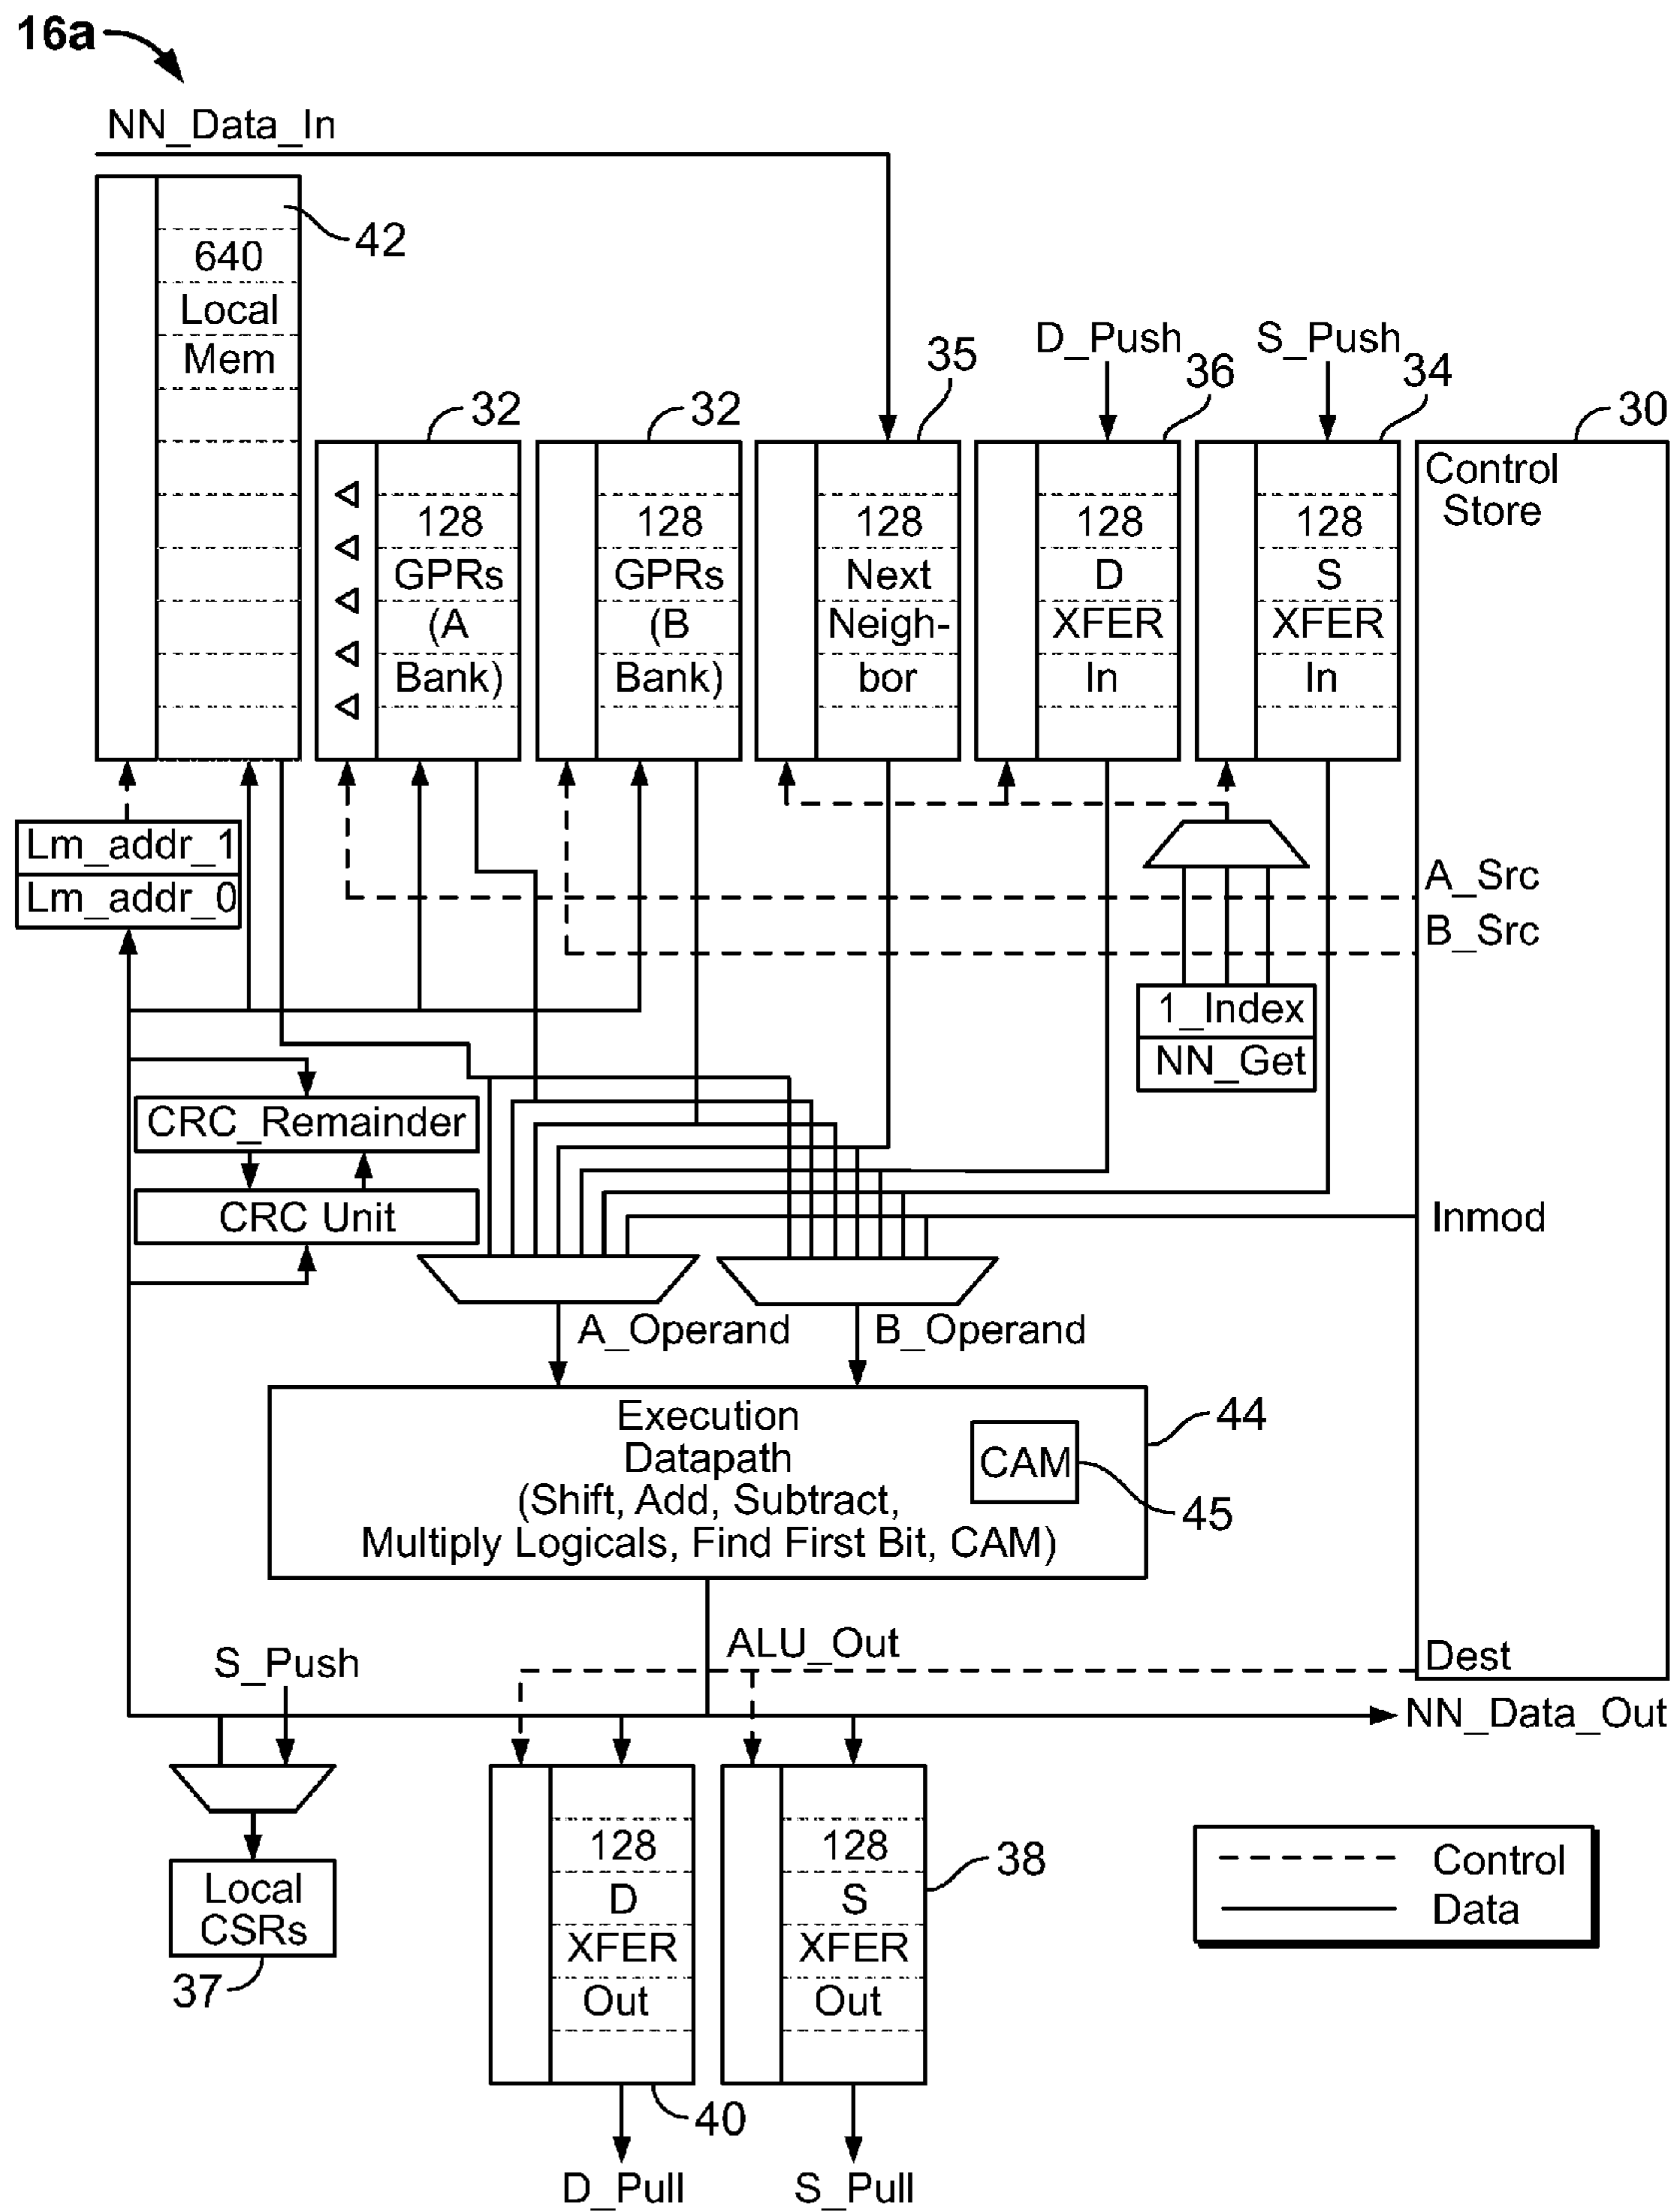 16a
NN_Data_In
42
640
Local
Mem
D_Push
S_Push
35
36
34
32
32
30
128
GPRs
(A
Bank)
128
GPRs
(B
Bank)
128
Next
Neigh-
bor
128
D
XFER
In
128
S
XFER
In
Control
Store
Lm_addr_1
Lm_addr_0
A_Src
B_Src
1_Index
NN_Get
CRC_Remainder
CRC Unit
Inmod
A_Operand
B_Operand
Execution
Datapath
(Shift, Add, Subtract,
Multiply Logicals, Find First Bit, CAM)
CAM
44
45
ALU_Out
Dest
S_Push
NN_Data_Out
Local
CSRs
37
128
D
XFER
Out
128
S
XFER
Out
38
40
Control
Data
D_Pull
S_Pull